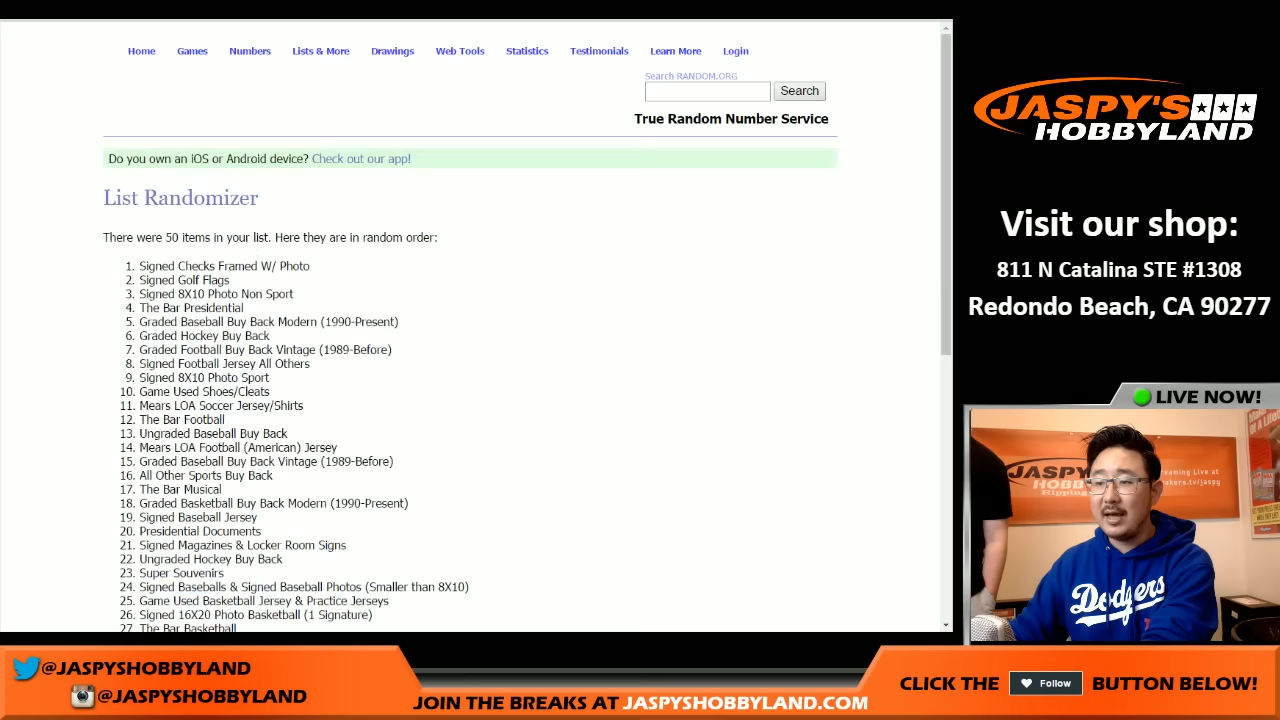 Home Games Numbers Lists & More Drawings Web Tools Statistics Testimonials Learn More Login
Search RANDOM.ORG
Search
True Random Number Service
Do you own an iOS or Android device? Check out our app!
List Randomizer
There were 50 items in your list. Here they are in random order:
1. Signed Checks Framed W/ Photo
2. Signed Golf Flags
3. Signed 8X10 Photo Non Sport
4. The Bar Presidential
5. Graded Baseball Buy Back Modern (1990-Present)
6. Graded Hockey Buy Back
7. Graded Football Buy Back Vintage (1989-Before)
8. Signed Football Jersey All Others
9. Signed 8X10 Photo Sport
10. Game Used Shoes/Cleats
11. Mears LOA Soccer Jersey/Shirts
12. The Bar Football
13. Ungraded Baseball Buy Back
14. Mears LOA Football (American) Jersey
15. Graded Baseball Buy Back Vintage (1989-Before)
16. All Other Sports Buy Back
17. The Bar Musical
18. Graded Basketball Buy Back Modern (1990-Present)
19. Signed Baseball Jersey
20. Presidential Documents
21. Signed Magazines & Locker Room Signs
22. Ungraded Hockey Buy Back
23. Super Souvenirs
24. Signed Baseballs & Signed Baseball Photos (Smaller than 8X10)
25. Game Used Basketball Jersey & Practice Jerseys
26. Signed 16X20 Photo Basketball (1 Signature)
27. The Bar Basketball
JASPY'S
HOBBYLAND
Visit our shop:
811 N Catalina STE #1308
Redondo Beach, CA 90277
LIVE NOW!
JASPY
HOBB
Ripping
reaming Live at
akers.tv/jaspy
Dodgers
@JASPYSHOBBYLAND
@JASPYSHOBBYLAND
JOIN THE BREAKS AT JASPYSHOBBYLAND.COM
CLICK THE Follow BUTTON BELOW!